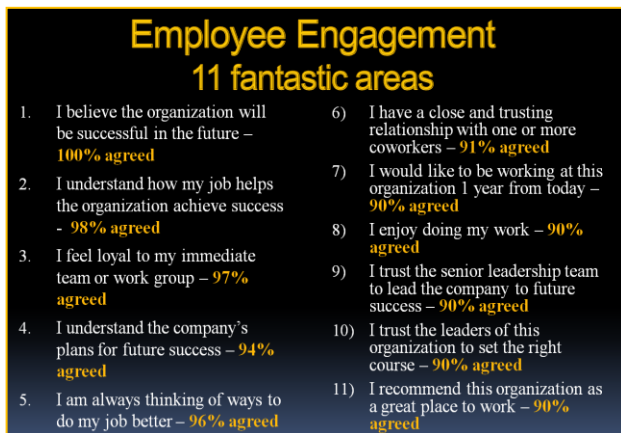 Employee Engagement
11 fantastic areas
1. I believe the organization will
be successful in the future –
100% agreed
2. I understand how my job helps
the organization achieve success
- 98% agreed
3. I feel loyal to my immediate
team or work group – 97%
agreed
4. I understand the company's
plans for future success – 94%
agreed
5. I am always thinking of ways to
do my job better – 96% agreed
6) I have a close and trusting
relationship with one or more
coworkers – 91% agreed
7) I would like to be working at this
organization 1 year from today –
90% agreed
8) I enjoy doing my work – 90%
agreed
9) I trust the senior leadership team
to lead the company to future
success – 90% agreed
10) I trust the leaders of this
organization to set the right
course – 90% agreed
11) I recommend this organization as
a great place to work – 90%
agreed